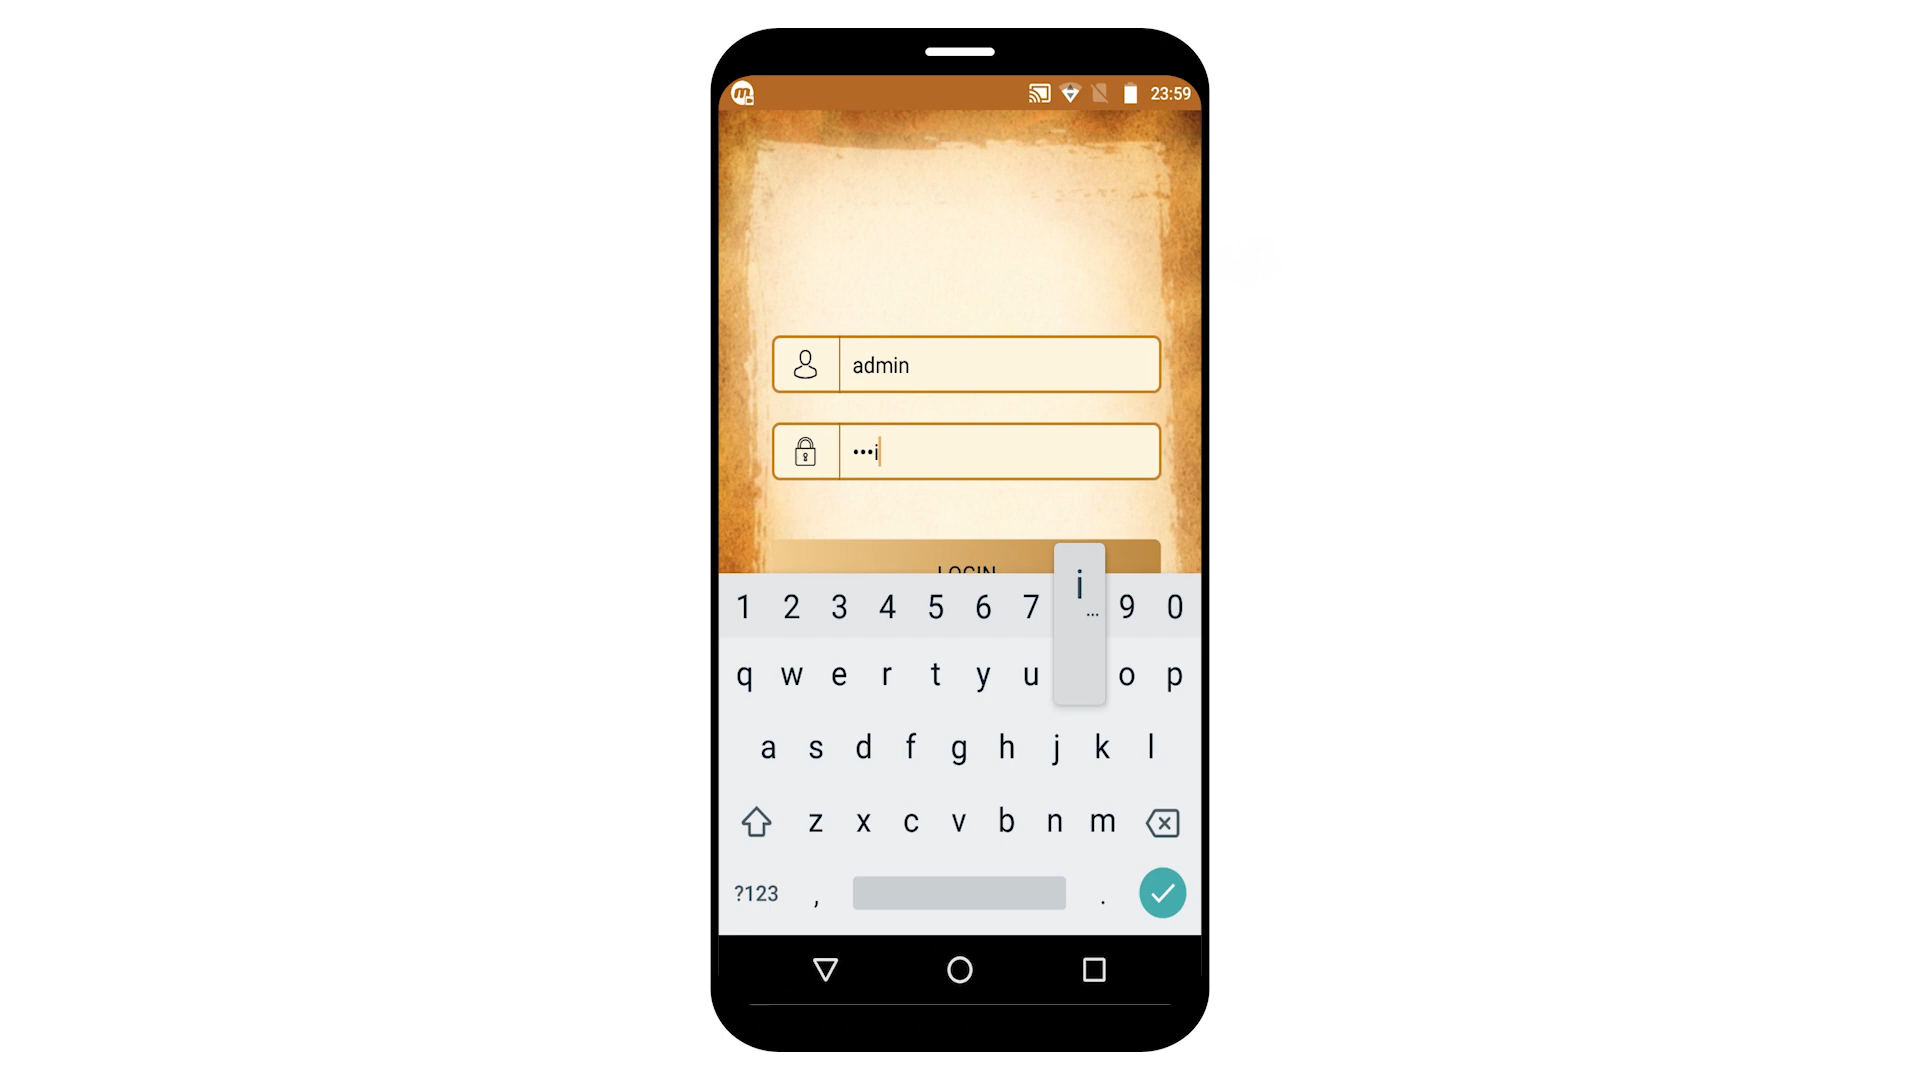 23:59
admin
•••i
LOGIN
i
...
1 2 3 4 5 6 7 9 0
q w e r t y u o p
a s d f g h j k l
z x c v b n m
?123 , .